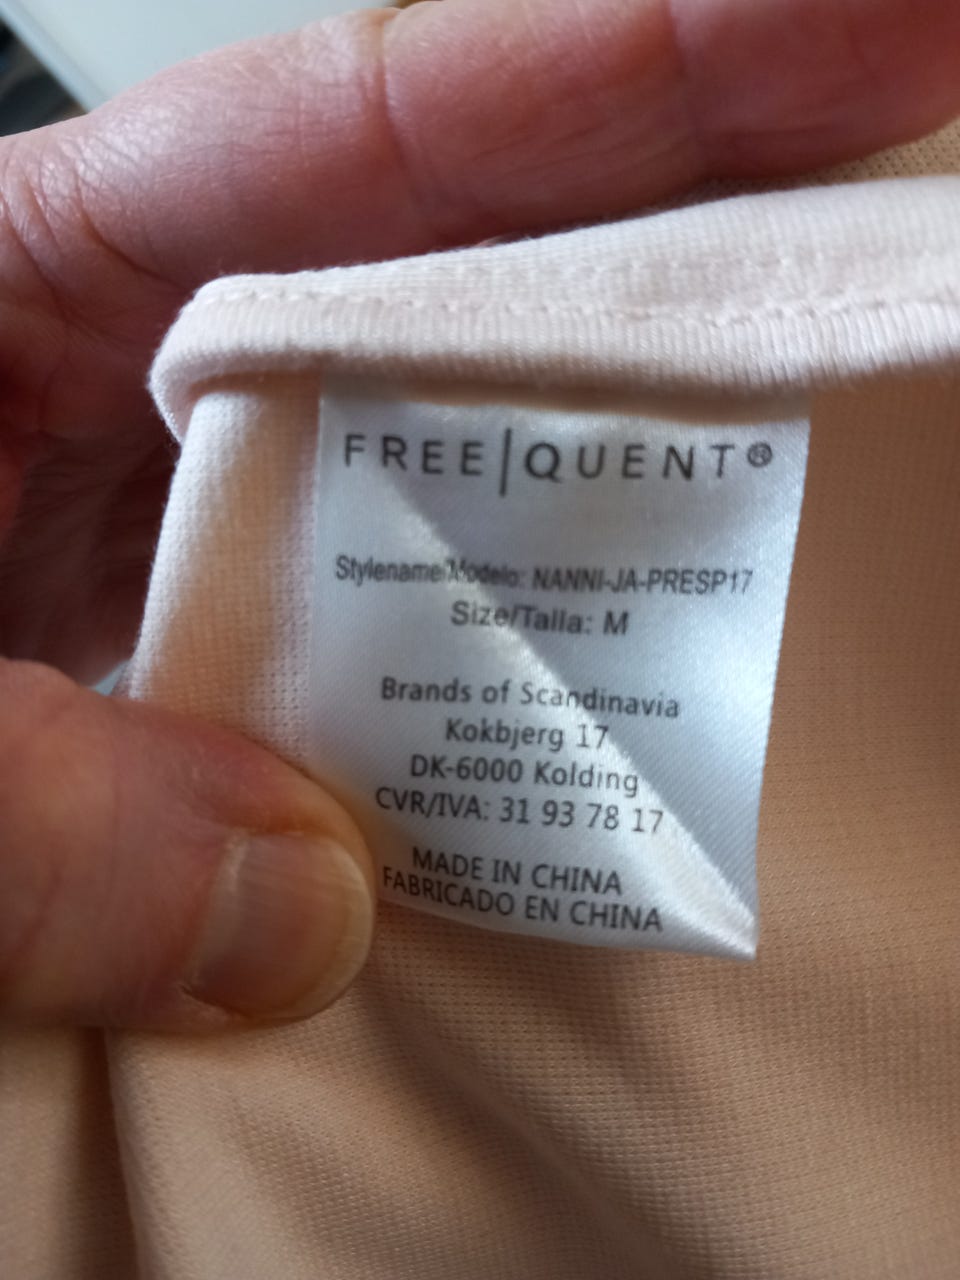 FREE|QUENT®
Stylename/Modelo: NANNI-JA-PRESP17
Size/Talla: M
Brands of Scandinavia
Kokbjerg 17
DK-6000 Kolding
CVR/IVA: 31 93 78 17
MADE IN CHINA
FABRICADO EN CHINA